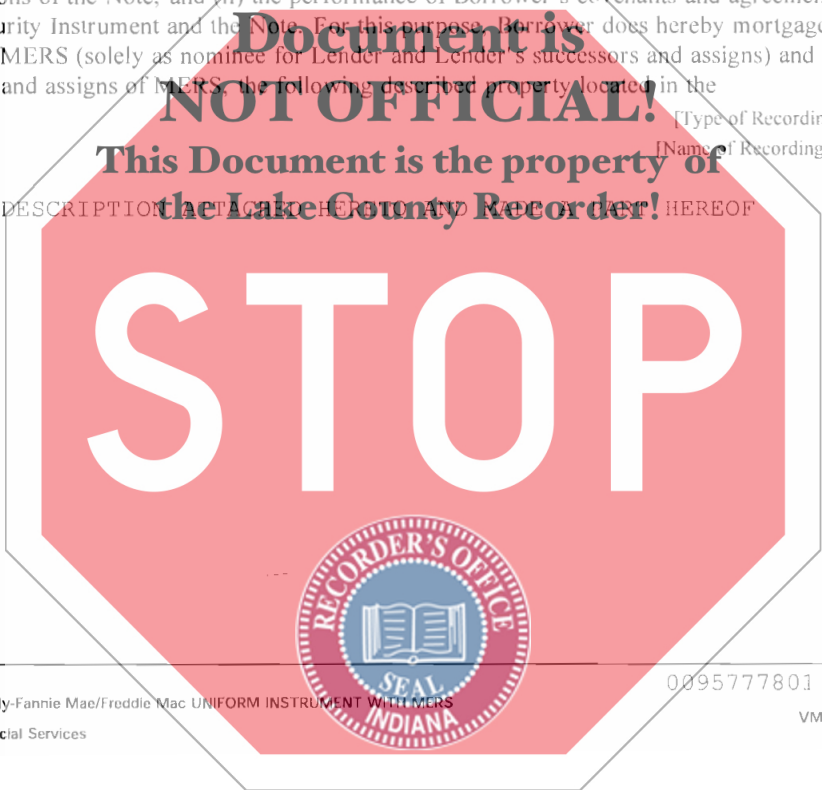 ons of the Note; and (ii) the performance of Borrower's covenants and agreemen
urity Instrument and the Note. For this purpose, Borrower does hereby mortgage
MERS (solely as nominee for Lender and Lender's successors and assigns) and
and assigns of MERS, the following described property located in the
[Type of Recordin
[Name of Recording
Document is
NOT OFFICIAL!
This Document is the property of
the Lake County Recorder!
DESCRIPTION ATTACHED HERETO AND MADE A PART HEREOF
STOP
RECORDER'S OFFICE
SEAL
INDIANA
0095777801
ly-Fannie Mae/Freddie Mac UNIFORM INSTRUMENT WITH MERS
VM
cial Services